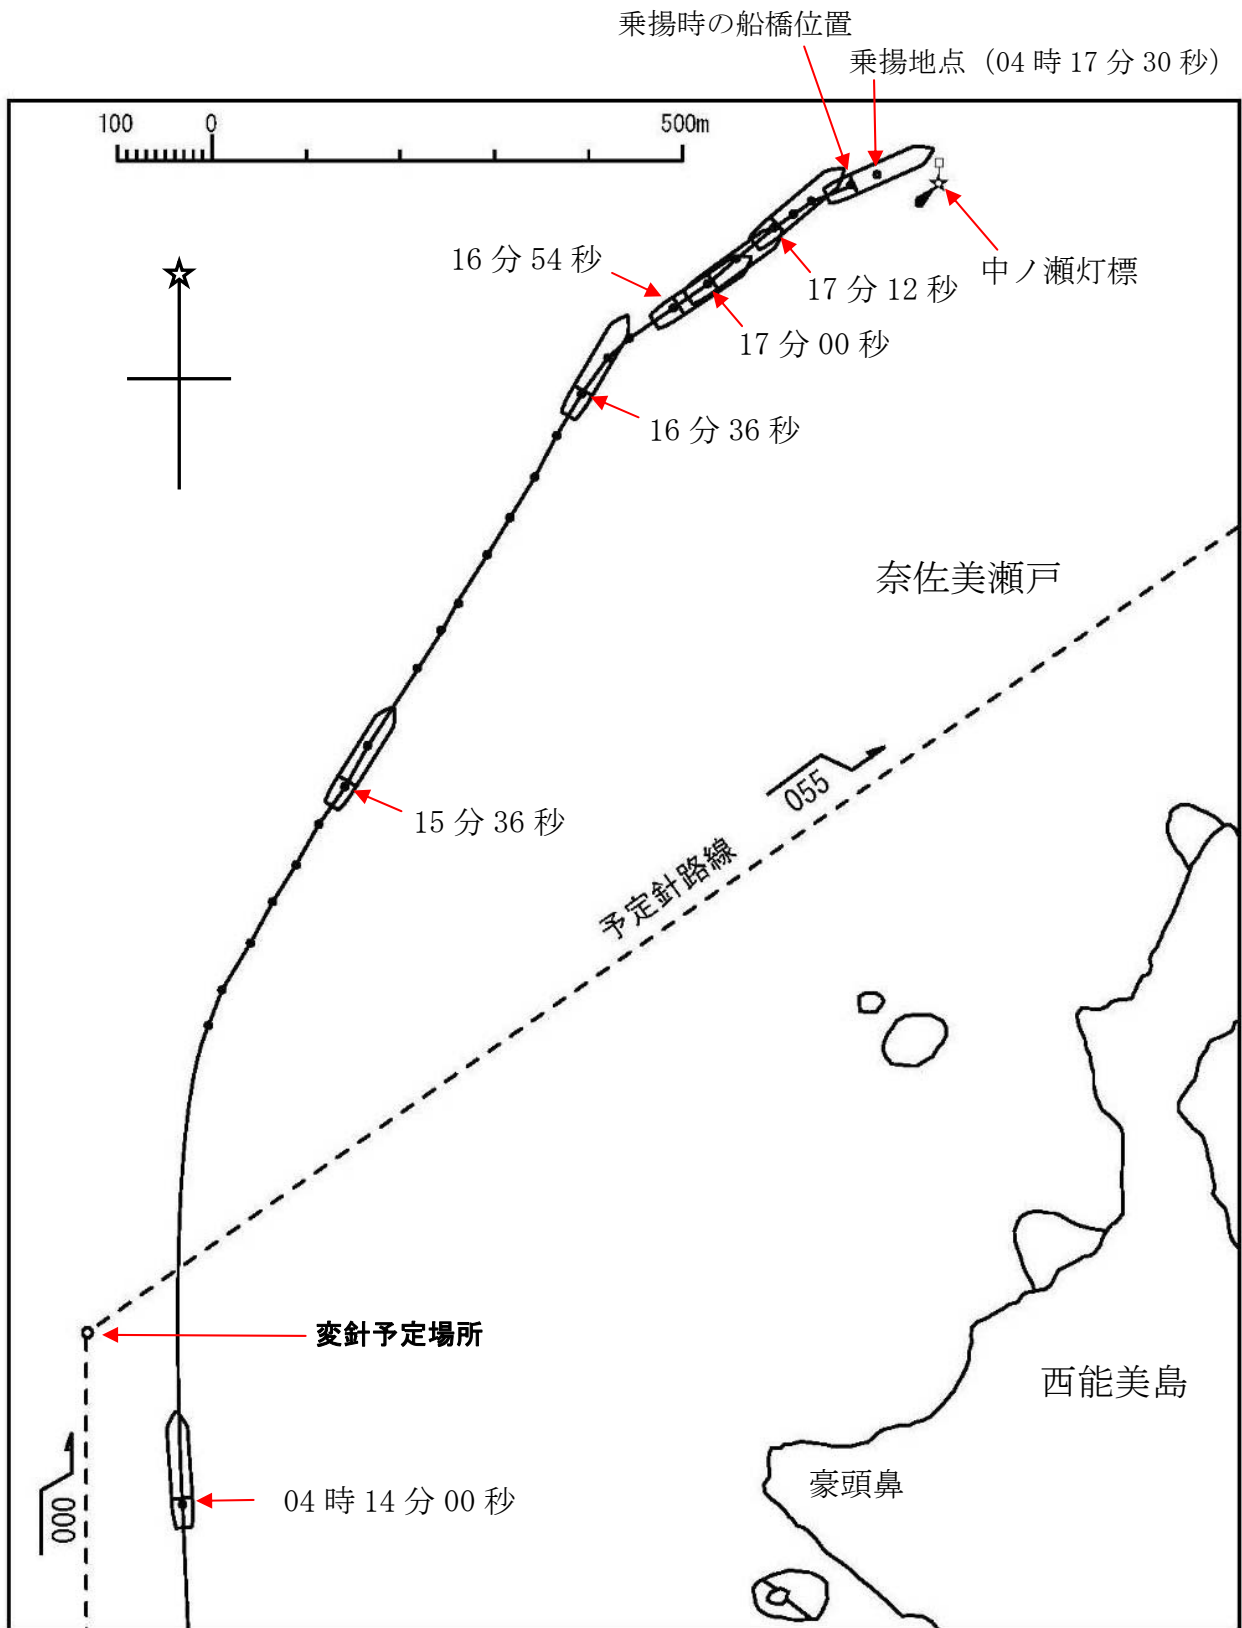 乗揚時の船橋位置
乗揚地点（04 時 17 分 30 秒）
100 0 500m
16 分 54 秒
17 分 12 秒
中ノ瀬灯標
17 分 00 秒
16 分 36 秒
奈佐美瀬戸
055
15 分 36 秒
予定針路線
変針予定場所
西能美島
豪頭鼻
04 時 14 分 00 秒
000